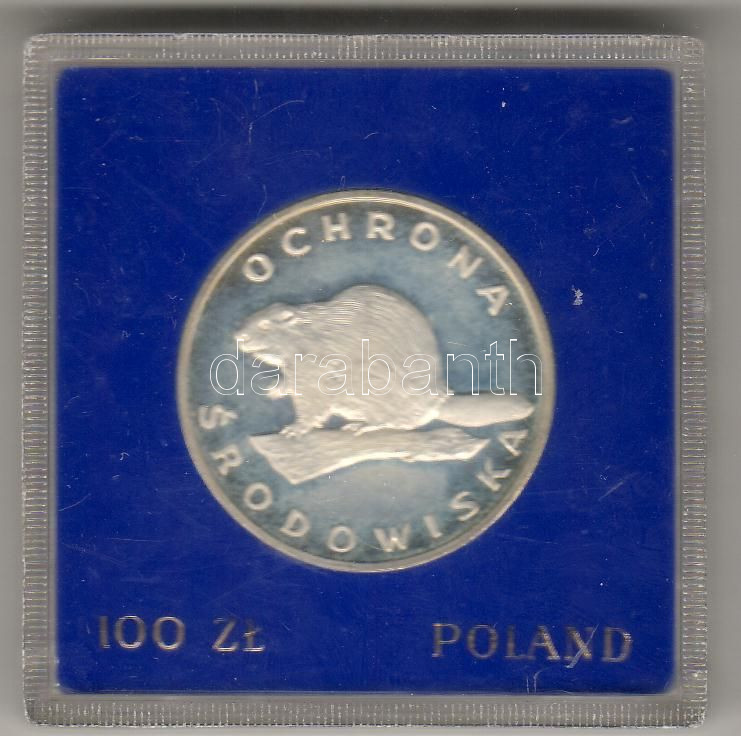 OCHRONA
ŚRODOWISKA
darabanth
100 ZŁ
POLAND